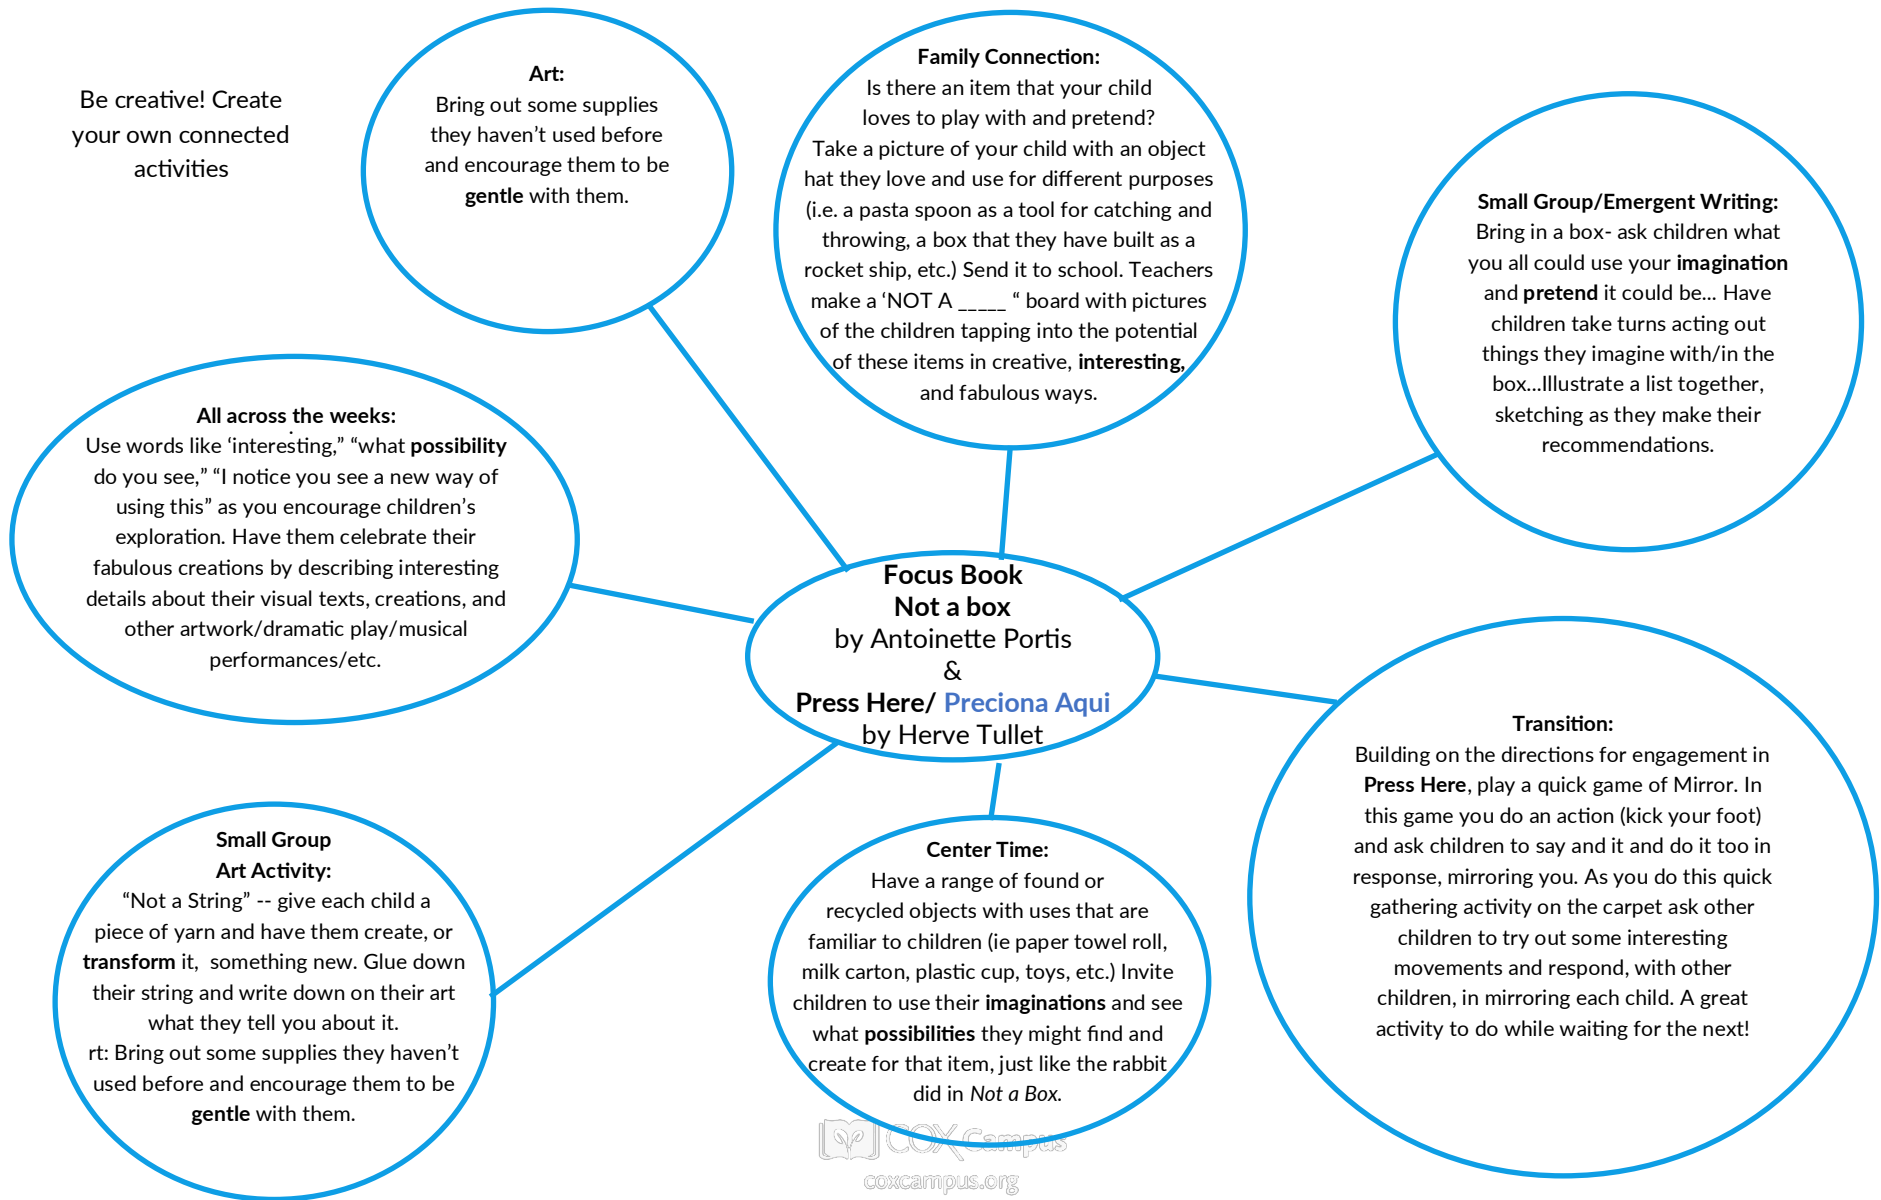 Be creative! Create
your own connected
activities
Art:
Bring out some supplies
they haven’t used before
and encourage them to be
gentle with them.
Family Connection:
Is there an item that your child
loves to play with and pretend?
Take a picture of your child with an object
hat they love and use for different purposes
(i.e. a pasta spoon as a tool for catching and
throwing, a box that they have built as a
rocket ship, etc.) Send it to school. Teachers
make a ‘NOT A _____ “ board with pictures
of the children tapping into the potential
of these items in creative, interesting,
and fabulous ways.
Small Group/Emergent Writing:
Bring in a box- ask children what
you all could use your imagination
and pretend it could be... Have
children take turns acting out
things they imagine with/in the
box...Illustrate a list together,
sketching as they make their
recommendations.
All across the weeks:
.
Use words like ‘interesting,” “what possibility
do you see,” “I notice you see a new way of
using this” as you encourage children’s
exploration. Have them celebrate their
fabulous creations by describing interesting
details about their visual texts, creations, and
other artwork/dramatic play/musical
performances/etc.
Focus Book
Not a box
by Antoinette Portis
&
Press Here/ Preciona Aqui
by Herve Tullet
Transition:
Building on the directions for engagement in
Press Here, play a quick game of Mirror. In
this game you do an action (kick your foot)
and ask children to say and it and do it too in
response, mirroring you. As you do this quick
gathering activity on the carpet ask other
children to try out some interesting
movements and respond, with other
children, in mirroring each child. A great
activity to do while waiting for the next!
Small Group
Art Activity:
“Not a String” -- give each child a
piece of yarn and have them create, or
transform it,  something new. Glue down
their string and write down on their art
what they tell you about it.
rt: Bring out some supplies they haven’t
used before and encourage them to be
gentle with them.
Center Time:
Have a range of found or
recycled objects with uses that are
familiar to children (ie paper towel roll,
milk carton, plastic cup, toys, etc.) Invite
children to use their imaginations and see
what possibilities they might find and
create for that item, just like the rabbit
did in Not a Box.
COX Campus
coxcampus.org